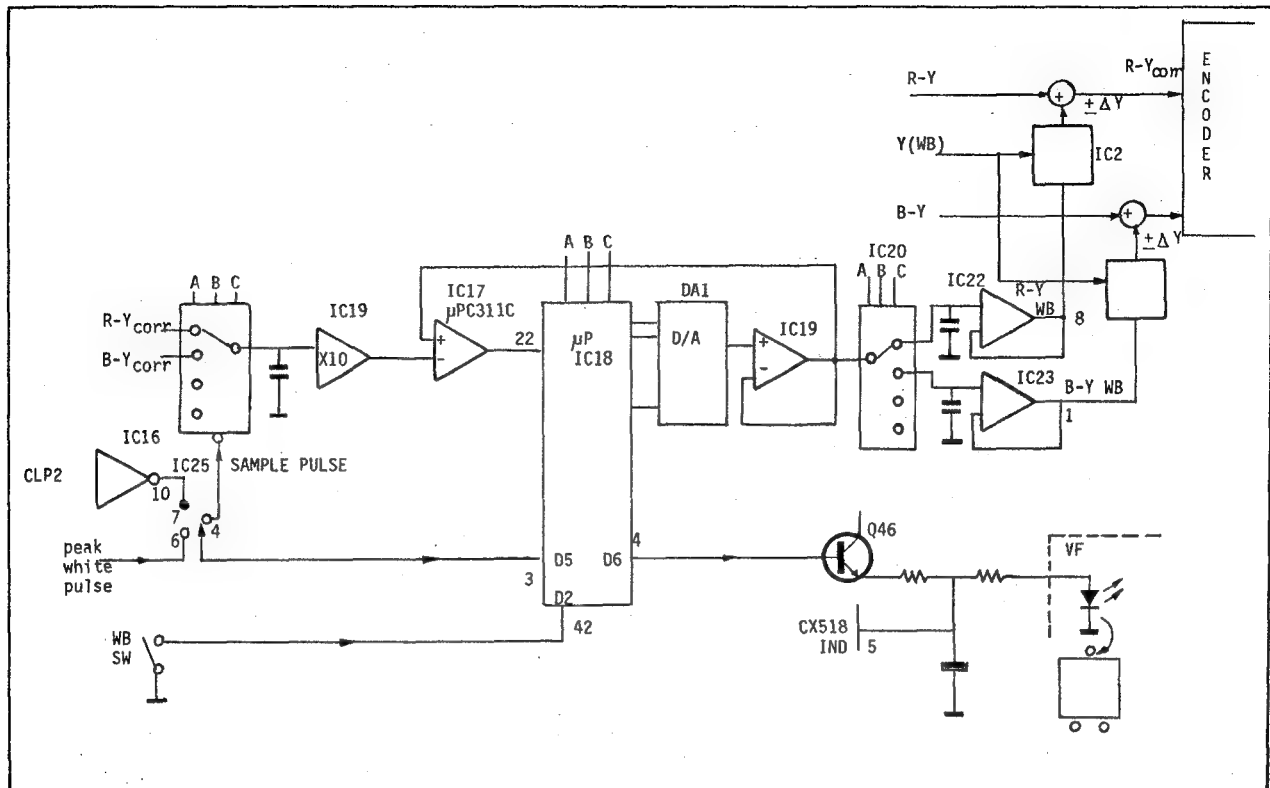 R-Y
R-Ycorr
± ΔY
ENCODER
Y(WB)
IC2
B-Y
± ΔY
A B C
IC20
A B C
IC22
R-Y
WB
8
A B C
IC19
IC17
µPC311C
DA1
R-Ycorr
X10
22
µP
IC18
D/A
IC19
B-Ycorr
IC23
B-Y WB
1
IC16
IC25
SAMPLE PULSE
CLP2
10
7
4
6
peak
white
pulse
4
Q46
VF
D5
D6
3
D2
42
CX518
IND
5
WB
SW
+
+
+
-
+
-